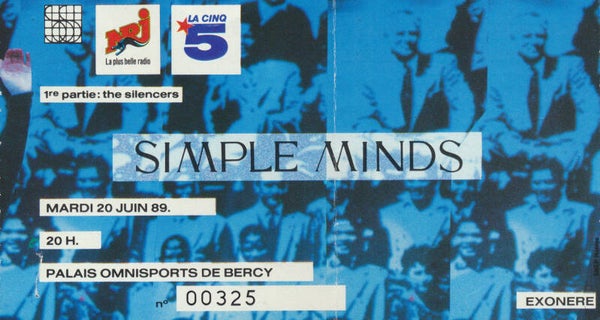 NRJ
La plus belle radio
LA CINQ
5
1re partie: the silencers
SIMPLE MINDS
MARDI 20 JUIN 89.
20 H.
PALAIS OMNISPORTS DE BERCY
no 00325
EXONERE